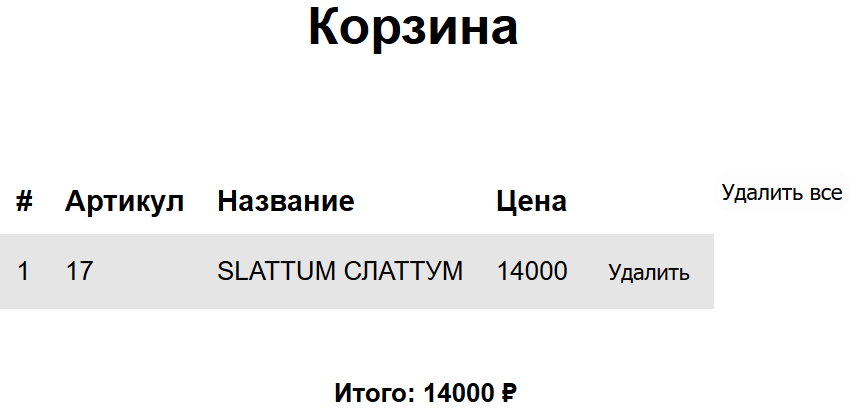 Корзина
# Артикул Название Цена Удалить все
1 17 SLATTUM СЛАТТУМ 14000 Удалить
Итого: 14000 ₽